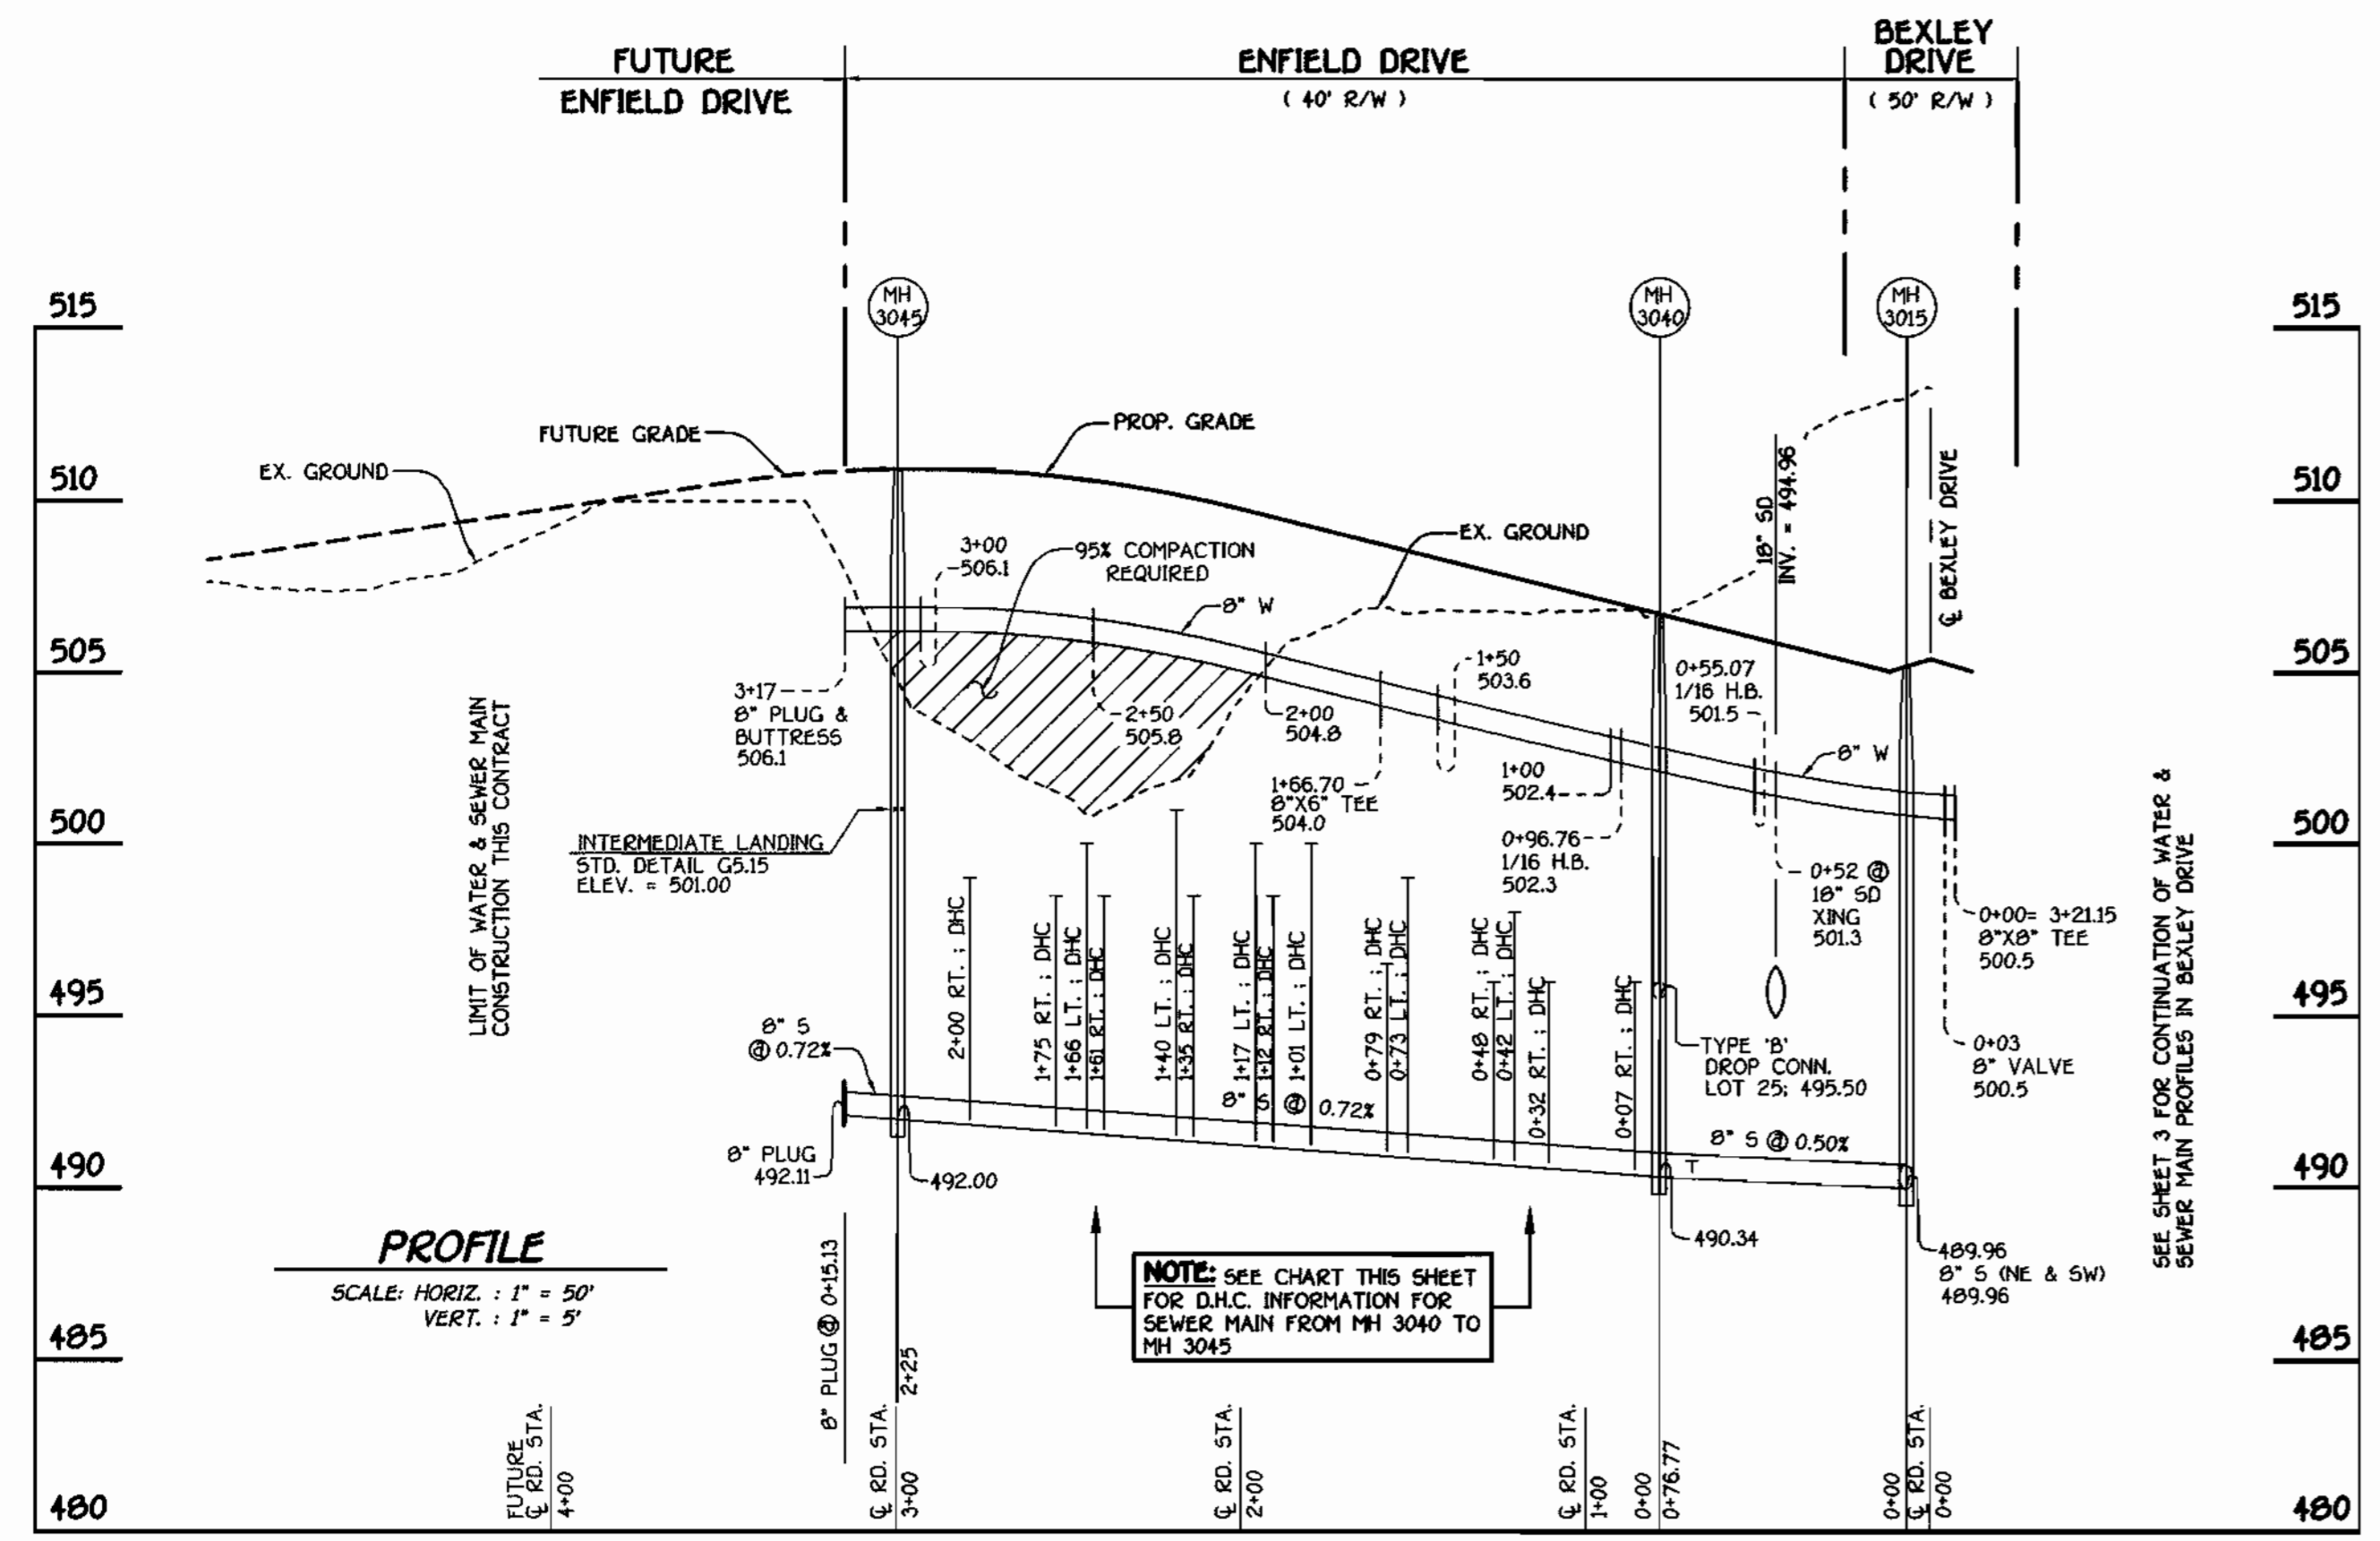 FUTURE
ENFIELD DRIVE
ENFIELD DRIVE
( 40' R/W )
BEXLEY
DRIVE
( 50' R/W )
515
510
505
500
495
490
485
480
515
510
505
500
495
490
485
480
MH
3045
MH
3040
MH
3015
FUTURE GRADE
EX. GROUND
PROP. GRADE
EX. GROUND
3+00
506.1
95% COMPACTION
REQUIRED
8" W
18" SD
INV. = 494.96
℄ BEXLEY DRIVE
3+17
8" PLUG &
BUTTRESS
506.1
2+50
505.8
2+00
504.8
1+50
503.6
0+55.07
1/16 H.B.
501.5
8" W
1+66.70
8"X6" TEE
504.0
1+00
502.4
0+96.76
1/16 H.B.
502.3
0+52 @
18" SD
XING
501.3
0+00= 3+21.15
8"X8" TEE
500.5
0+03
8" VALVE
500.5
LIMIT OF WATER & SEWER MAIN
CONSTRUCTION THIS CONTRACT
INTERMEDIATE LANDING
STD. DETAIL G5.15
ELEV. = 501.00
2+00 RT. ; DHC
1+75 RT. ; DHC
1+66 LT. ; DHC
1+61 RT. ; DHC
1+40 LT. ; DHC
1+35 RT. ; DHC
1+17 LT. ; DHC
1+12 RT. ; DHC
1+01 LT. ; DHC
0+79 RT. ; DHC
0+73 LT. ; DHC
0+48 RT. ; DHC
0+42 LT. ; DHC
0+32 RT. ; DHC
0+07 RT. ; DHC
TYPE 'B'
DROP CONN.
LOT 25; 495.50
8" S
@ 0.72%
8" S @ 0.72%
8" S @ 0.50%
T
8" PLUG
492.11
492.00
490.34
489.96
8" S (NE & SW)
489.96
SEE SHEET 3 FOR CONTINUATION OF WATER &
SEWER MAIN PROFILES IN BEXLEY DRIVE
PROFILE
SCALE: HORIZ. : 1" = 50'
VERT. : 1" = 5'
NOTE: SEE CHART THIS SHEET
FOR D.H.C. INFORMATION FOR
SEWER MAIN FROM MH 3040 TO
MH 3045
8" PLUG @ 0+15.13
2+25
FUTURE
℄ RD. STA.
4+00
℄ RD. STA.
3+00
℄ RD. STA.
2+00
℄ RD. STA.
1+00
0+00
0+76.77
0+00
℄ RD. STA.
0+00